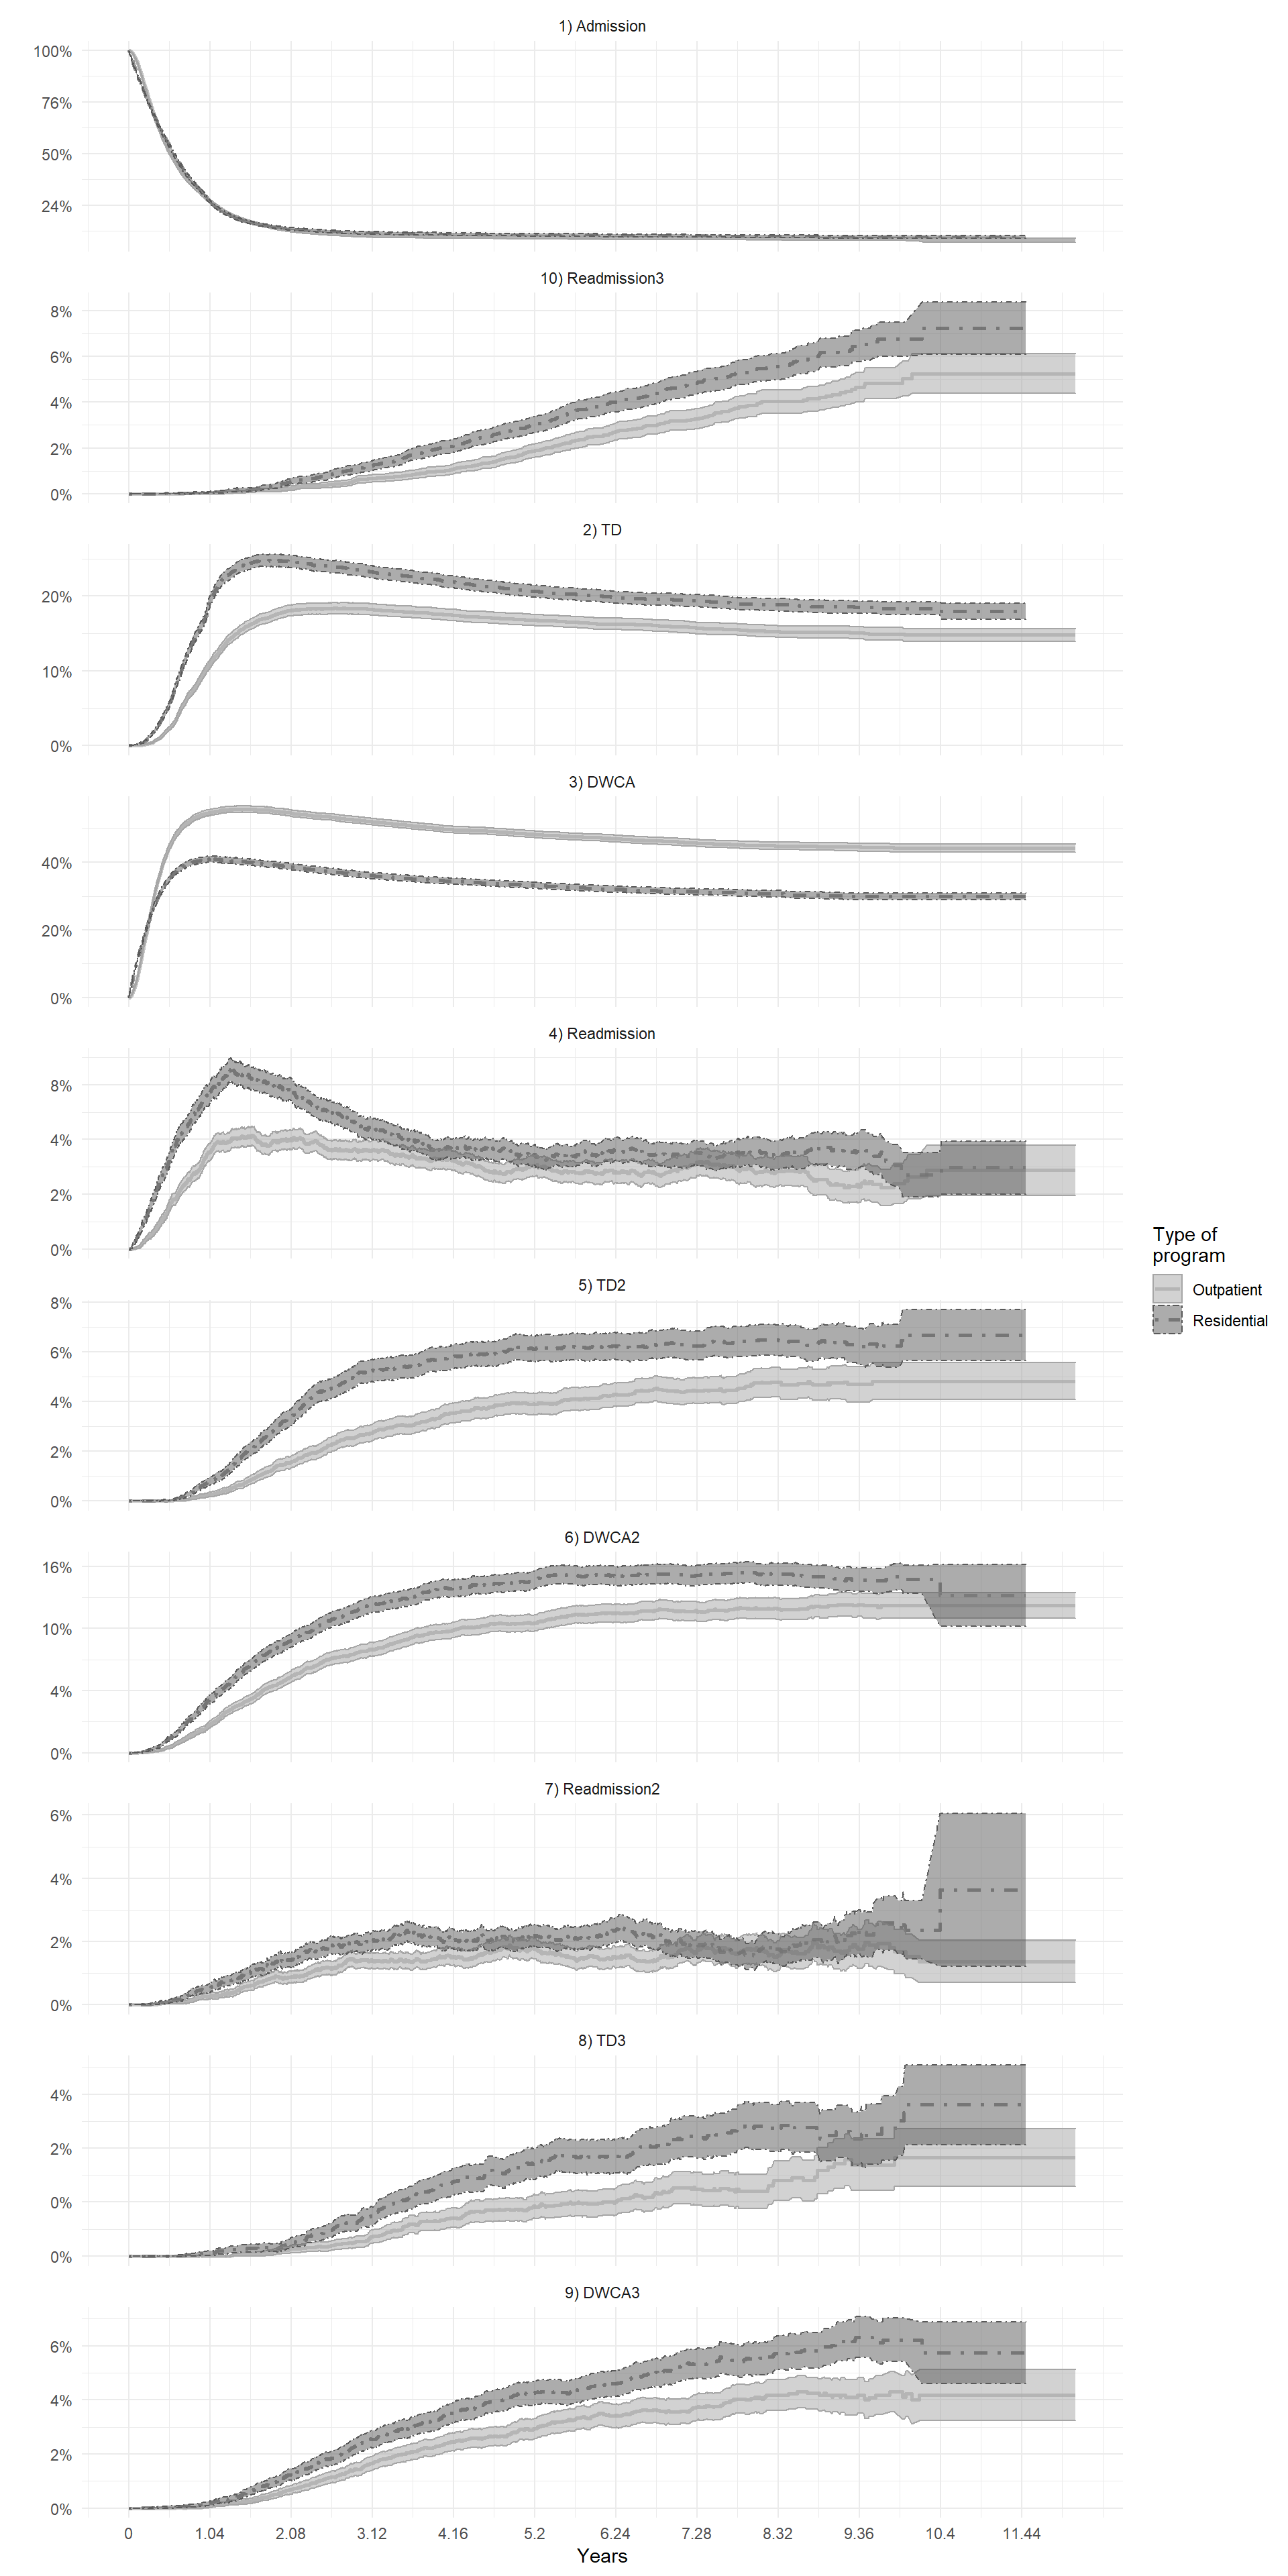 1) Admission
100%
76%
50%
24%
10) Readmission3
8%
6%
4%
2%
0%
2) TD
20%
10%
0%
3) DWCA
40%
20%
0%
4) Readmission
8%
4%
2%
0%
Type of
program
Outpatient
Residential
5) TD2
8%
6%
4%
2%
0%
6) DWCA2
16%
10%
4%
0%
7) Readmission2
6%
4%
2%
0%
8) TD3
4%
2%
0%
0%
9) DWCA3
6%
4%
2%
0%
0 1.04 2.08 3.12 4.16 5.2 6.24 7.28 8.32 9.36 10.4 11.44
Years